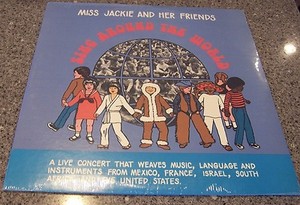 MISS JACKIE AND HER FRIENDS
SING AROUND THE WORLD
A LIVE CONCERT THAT WEAVES MUSIC, LANGUAGE AND
INSTRUMENTS FROM MEXICO, FRANCE, ISRAEL, SOUTH
UNITED STATES.